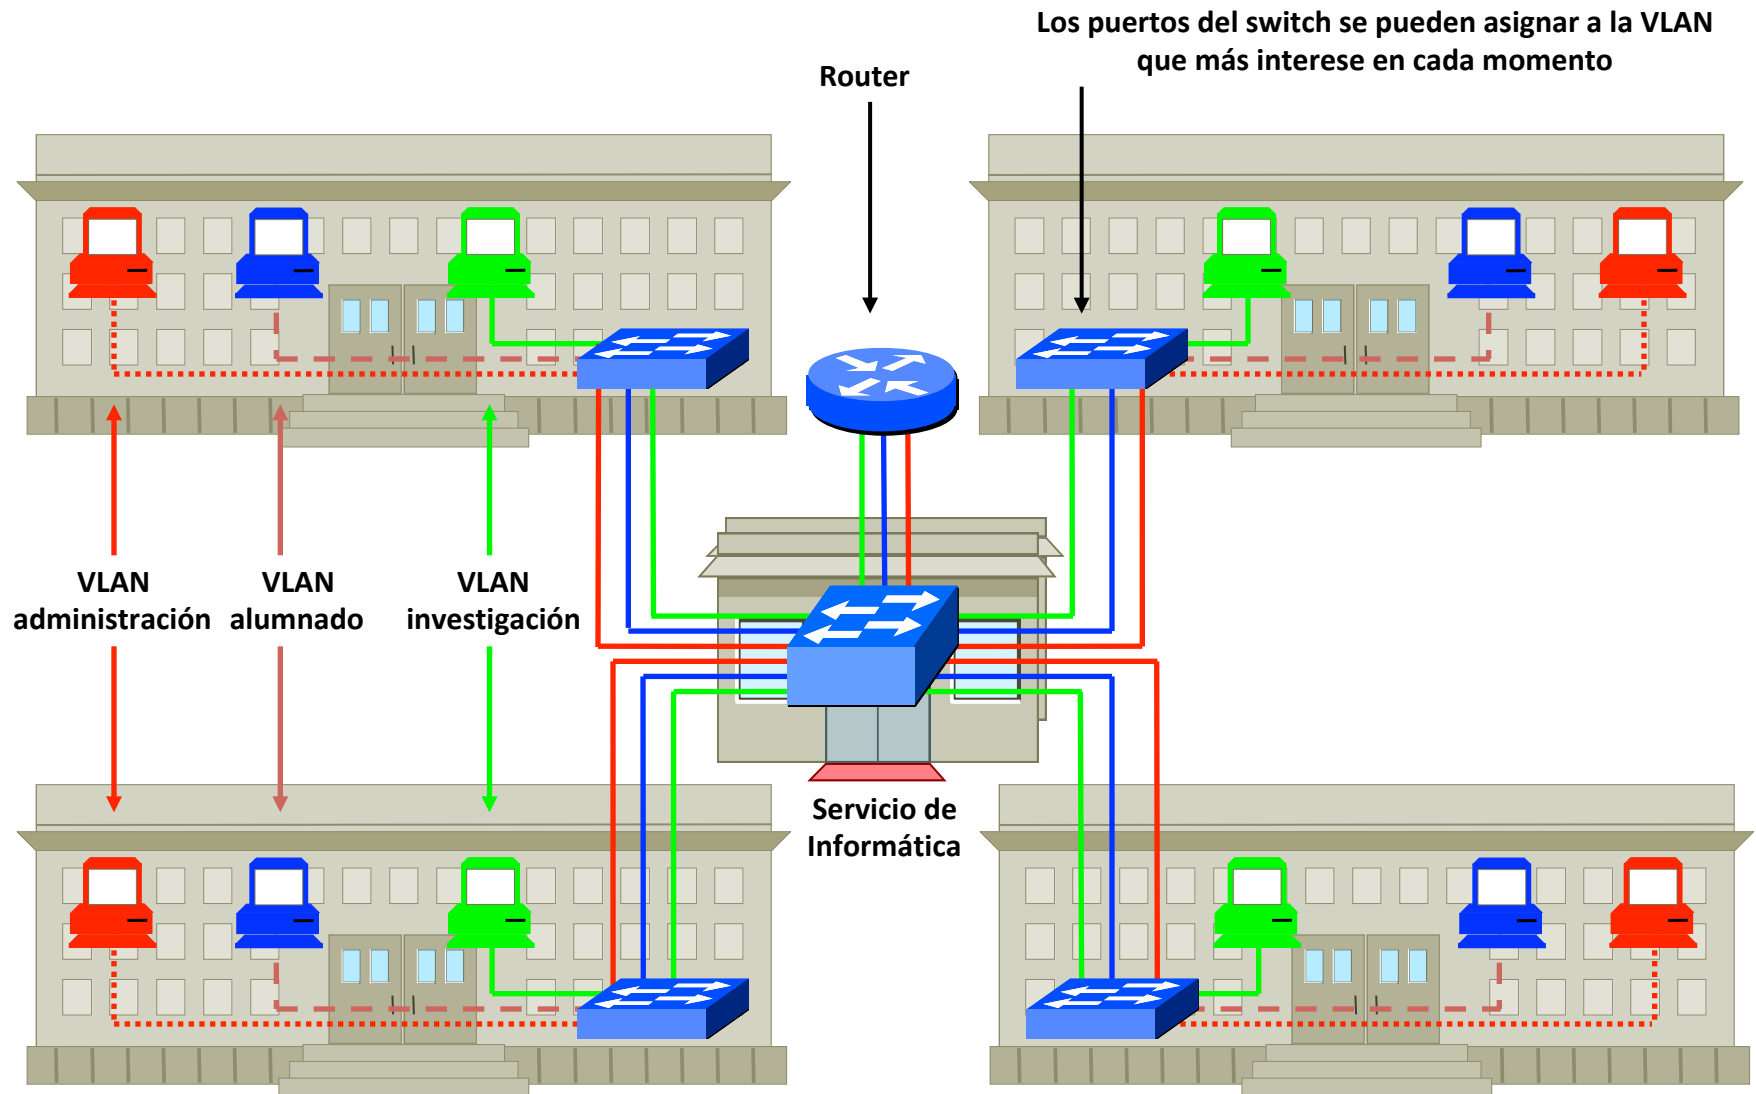 Los puertos del switch se pueden asignar a la VLAN
que más interese en cada momento
Router
VLAN
administración
VLAN
alumnado
VLAN
investigación
Servicio de
Informática